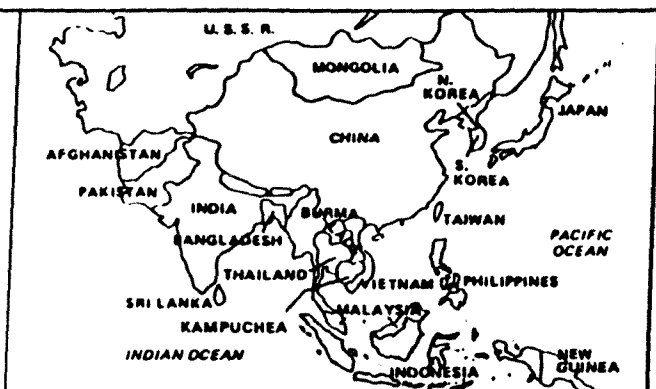 U.S.S.R.
MONGOLIA
N.
KOREA
JAPAN
CHINA
AFGHANISTAN
S.
KOREA
PAKISTAN
INDIA
BURMA
TAIWAN
BANGLADESH
PACIFIC
OCEAN
THAILAND
VIETNAM
PHILIPPINES
SRI LANKA
MALAYSIA
KAMPUCHEA
INDIAN OCEAN
NEW
GUINEA
INDONESIA